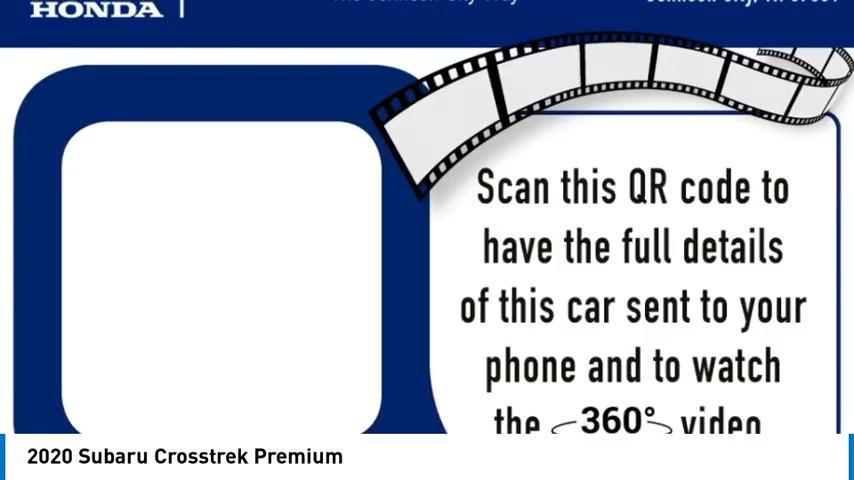 HONDA
Scan this QR code to
have the full details
of this car sent to your
phone and to watch
the 360° video
2020 Subaru Crosstrek Premium